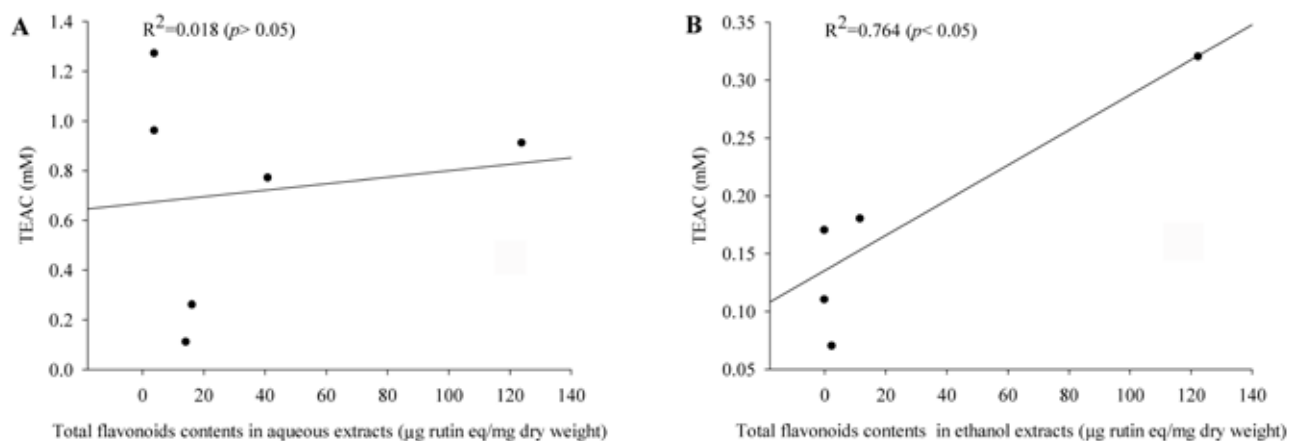 A
R²=0.018 (p> 0.05)
1.4
1.2
1.0
0.8
0.6
0.4
0.2
0.0
TEAC (mM)
0 20 40 60 80 100 120 140
Total flavonoids contents in aqueous extracts (µg rutin eq/mg dry weight)
B
R²=0.764 (p< 0.05)
0.35
0.30
0.25
0.20
0.15
0.10
0.05
TEAC (mM)
0 20 40 60 80 100 120 140
Total flavonoids contents in ethanol extracts (µg rutin eq/mg dry weight)